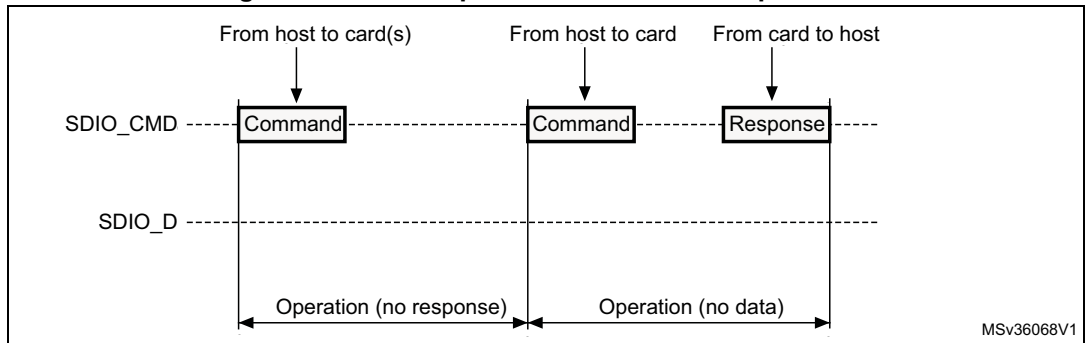 From host to card(s) From host to card From card to host
SDIO_CMD Command Command Response
SDIO_D
Operation (no response) Operation (no data)
MSv36068V1